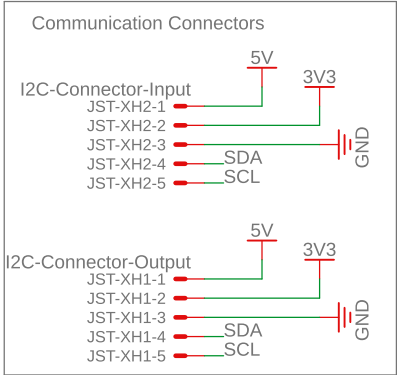 Communication Connectors
5V
3V3
I2C-Connector-Input
JST-XH2-1
JST-XH2-2
JST-XH2-3
GND
JST-XH2-4
SDA
JST-XH2-5
SCL
5V
3V3
I2C-Connector-Output
JST-XH1-1
JST-XH1-2
JST-XH1-3
GND
JST-XH1-4
SDA
JST-XH1-5
SCL